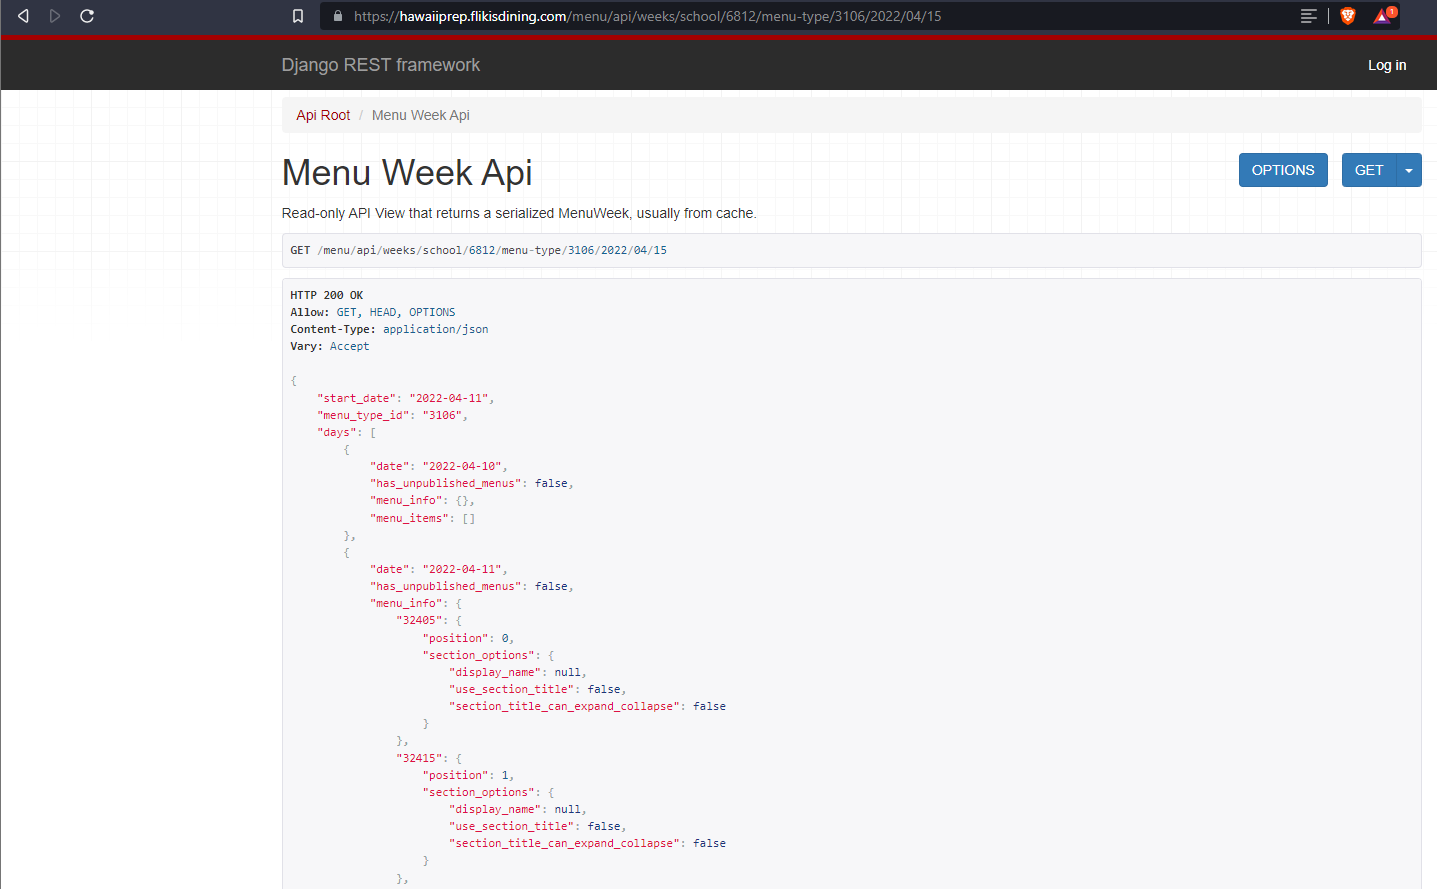 https://hawaiiprep.flikisdining.com/menu/api/weeks/school/6812/menu-type/3106/2022/04/15
1
Django REST framework
Log in
Api Root / Menu Week Api
Menu Week Api
OPTIONS
GET
Read-only API View that returns a serialized MenuWeek, usually from cache.
GET /menu/api/weeks/school/6812/menu-type/3106/2022/04/15
HTTP 200 OK
Allow: GET, HEAD, OPTIONS
Content-Type: application/json
Vary: Accept
{
    "start_date": "2022-04-11",
    "menu_type_id": "3106",
    "days": [
        {
            "date": "2022-04-10",
            "has_unpublished_menus": false,
            "menu_info": {},
            "menu_items": []
        },
        {
            "date": "2022-04-11",
            "has_unpublished_menus": false,
            "menu_info": {
                "32405": {
                    "position": 0,
                    "section_options": {
                        "display_name": null,
                        "use_section_title": false,
                        "section_title_can_expand_collapse": false
                    }
                },
                "32415": {
                    "position": 1,
                    "section_options": {
                        "display_name": null,
                        "use_section_title": false,
                        "section_title_can_expand_collapse": false
                    }
                },